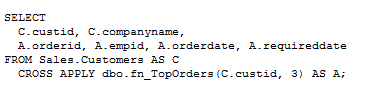 SELECT
  C.custid, C.companyname,
  A.orderid, A.empid, A.orderdate, A.requireddate
FROM Sales.Customers AS C
  CROSS APPLY dbo.fn_TopOrders(C.custid, 3) AS A;